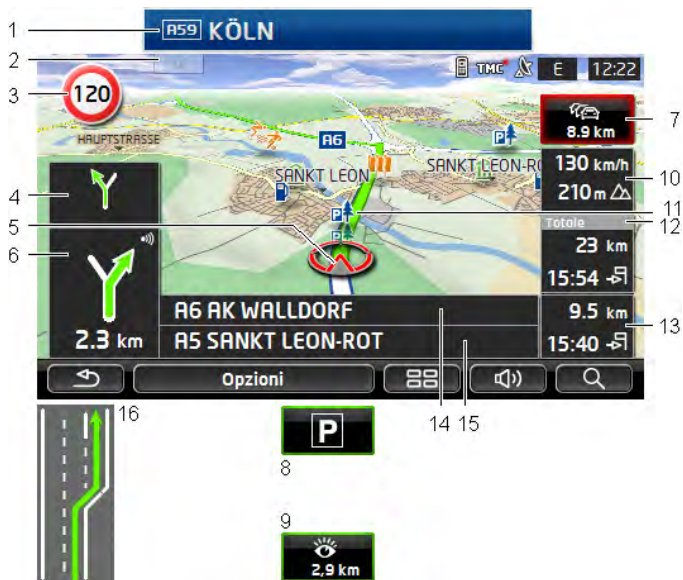 1
A59 KÖLN
2
TMC E 12:22
3
120
HAUPTSTRASSE
A6
P
8.9 km
7
SANKT LEON
SANKT LEON-RO
130 km/h
210 m
10
4
P
11
P
Totale
12
5
23 km
15:54
6
2.3 km
A6 AK WALLDORF
A5 SANKT LEON-ROT
9.5 km
15:40
13
Opzioni
16
14
15
P
8
9
2,9 km